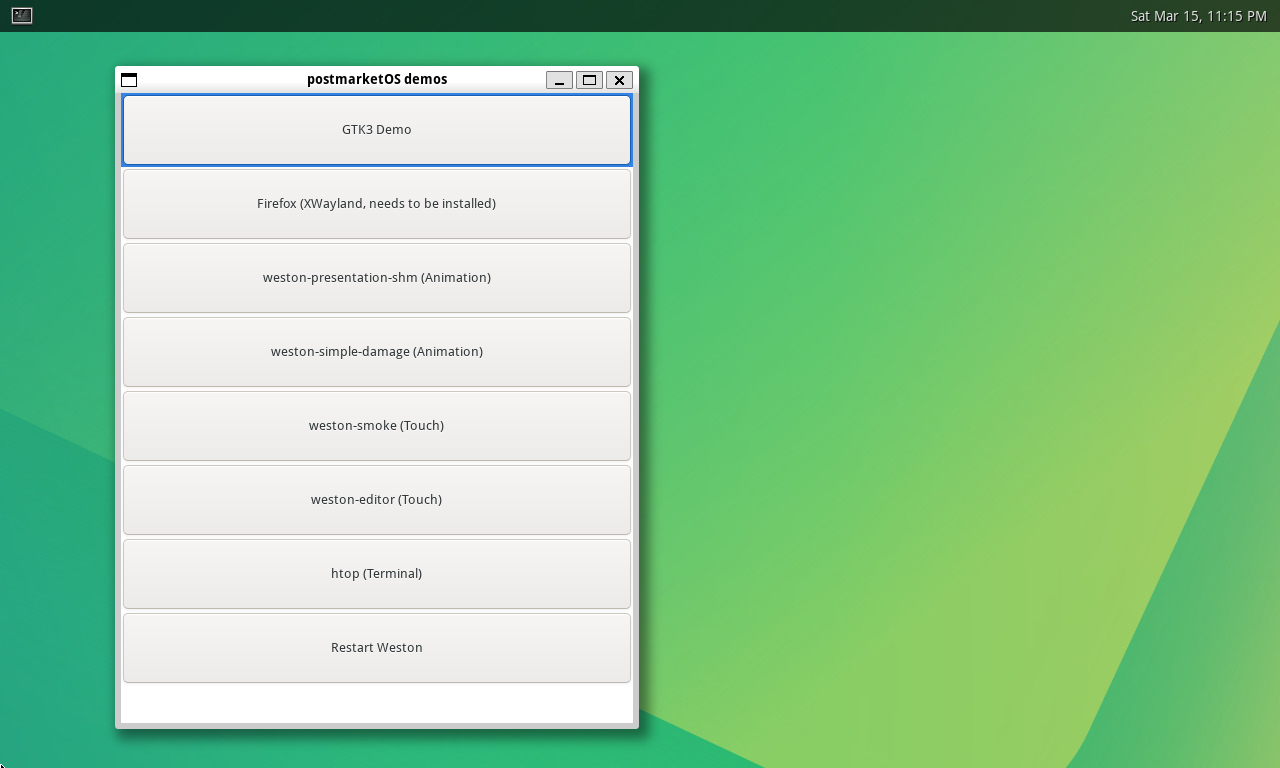 Sat Mar 15, 11:15 PM
postmarketOS demos
GTK3 Demo
Firefox (XWayland, needs to be installed)
weston-presentation-shm (Animation)
weston-simple-damage (Animation)
weston-smoke (Touch)
weston-editor (Touch)
htop (Terminal)
Restart Weston